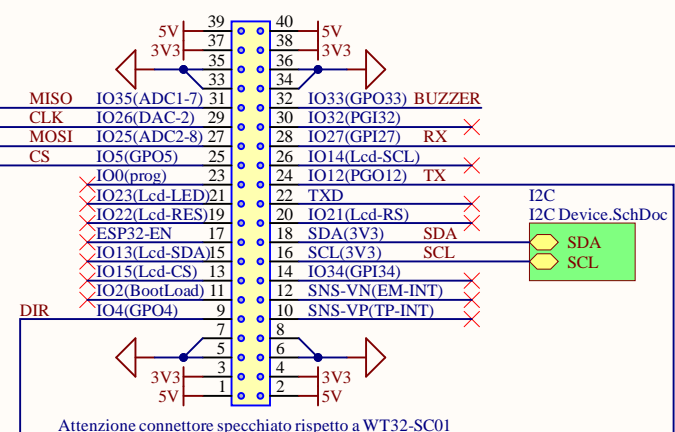 5V 39 40 5V
3V3 37 38 3V3
35 36
33 34
MISO IO35(ADC1-7) 31 32 IO33(GPO33) BUZZER
CLK IO26(DAC-2) 29 30 IO32(PGI32)
MOSI IO25(ADC2-8) 27 28 IO27(GPI27) RX
CS IO5(GPO5) 25 26 IO14(Lcd-SCL)
IO0(prog) 23 24 IO12(PGO12) TX
IO23(Lcd-LED) 21 22 TXD I2C
IO22(Lcd-RES) 19 20 IO21(Lcd-RS) I2C Device.SchDoc
ESP32-EN 17 18 SDA(3V3) SDA SDA
IO13(Lcd-SDA) 15 16 SCL(3V3) SCL SCL
IO15(Lcd-CS) 13 14 IO34(GPI34)
IO2(BootLoad) 11 12 SNS-VN(EM-INT)
DIR IO4(GPO4) 9 10 SNS-VP(TP-INT)
7 8
5 6
3V3 3 4 3V3
5V 1 2 5V
Attenzione connettore specchiato rispetto a WT32-SC01